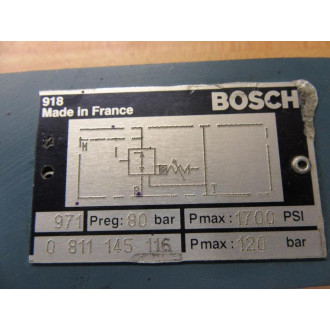 918
Made in France
BOSCH
M
P T
971 Preg: 80 bar Pmax: 1700 PSI
0 811 145 116 Pmax: 120 bar